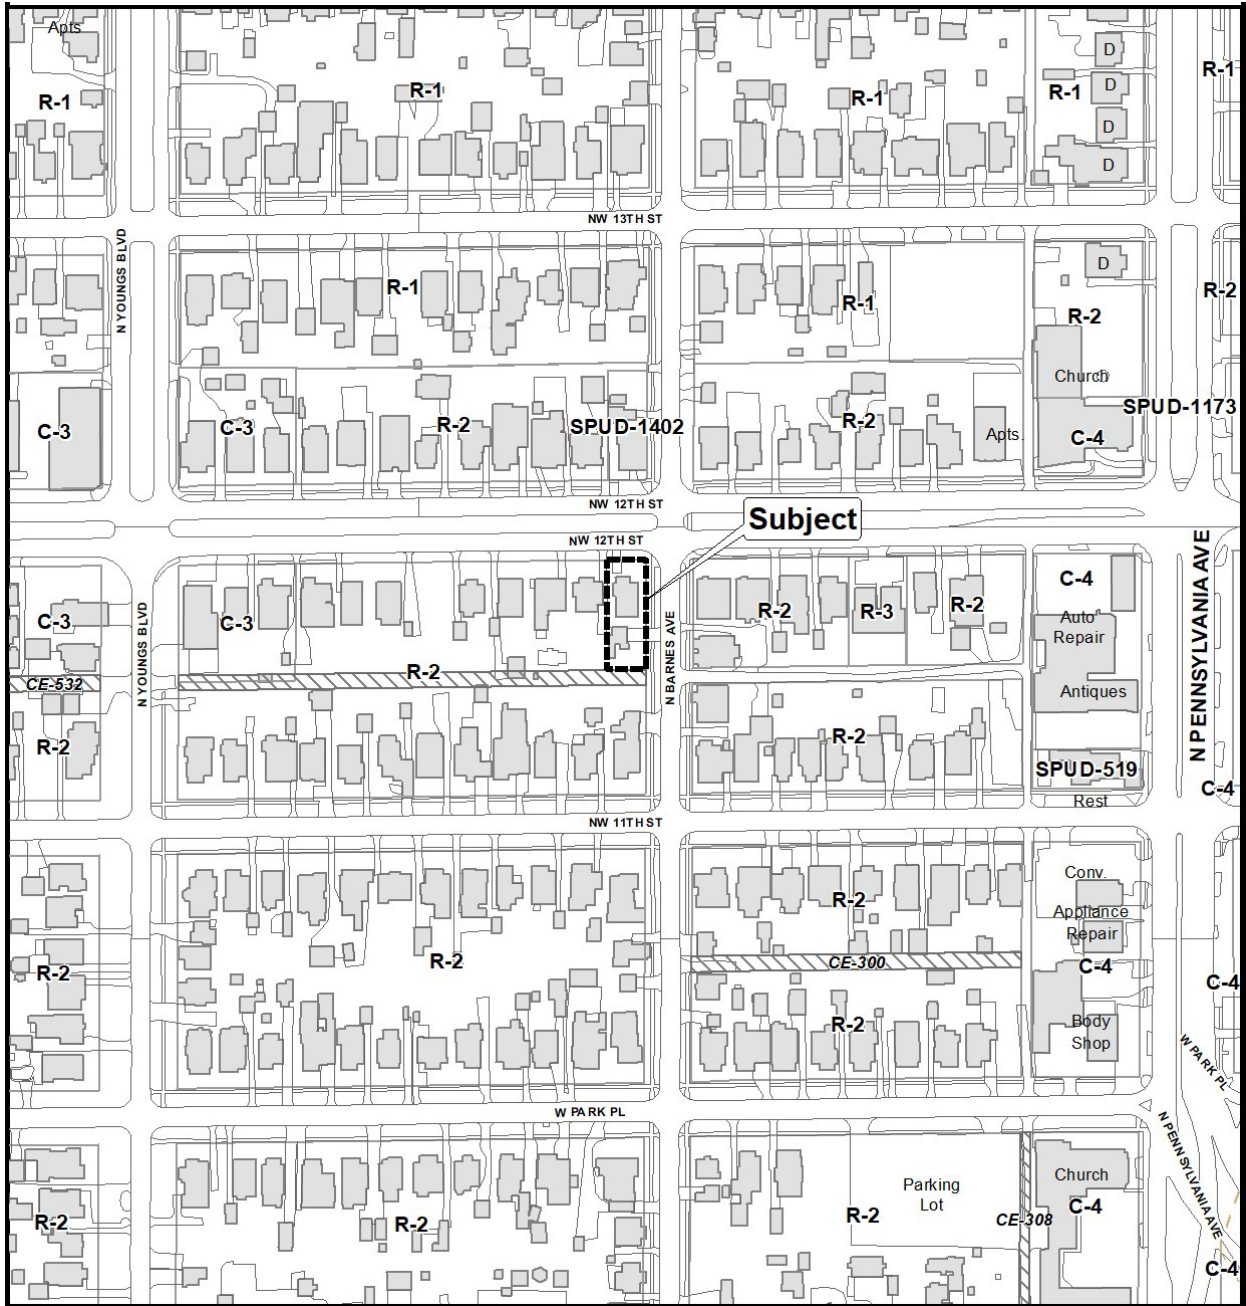 Apts
D
R-1
R-1
D
R-1
R-1
R-1
D
D
NW 13TH ST
N YOUNGS BLVD
D
R-1
R-1
R-2
R-2
Church
SPUD-1173
C-3
C-3
R-2
SPUD-1402
R-2
Apts.
C-4
NW 12TH ST
Subject
NW 12TH ST
N PENNSYLVANIA AVE
C-4
C-3
C-3
R-2
R-3
R-2
Auto
Repair
N YOUNGS BLVD
N BARNES AVE
CE-532
R-2
Antiques
R-2
R-2
SPUD-519
C-4
Rest
NW 11TH ST
Conv.
R-2
Appliance
Repair
R-2
R-2
CE-300
C-4
C-4
R-2
Body
Shop
W PARK PL
W PARK PL
N PENNSYLVANIA AVE
Church
Parking
Lot
R-2
R-2
R-2
CE-308
C-4
C-4